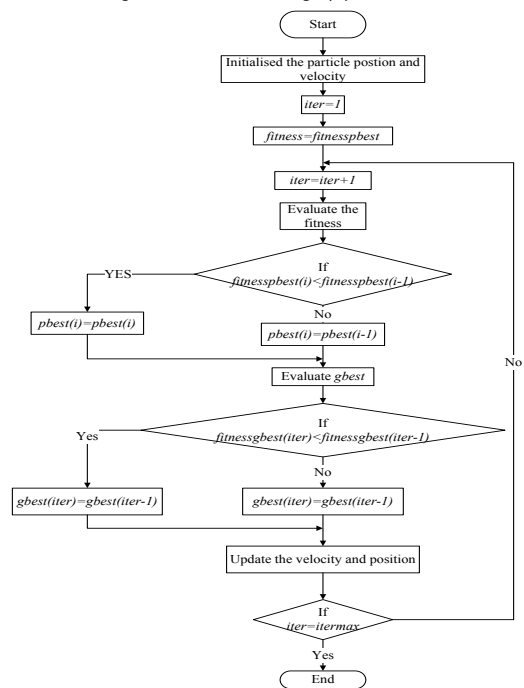 Start
Initialised the particle postion and
velocity
iter=1
fitness=fitnesspbest
iter=iter+1
Evaluate the
fitness
If
fitnesspbest(i)<fitnesspbest(i-1)
YES
No
pbest(i)=pbest(i)
pbest(i)=pbest(i-1)
Evaluate gbest
No
If
fitnessgbest(iter)<fitnessgbest(iter-1)
Yes
No
gbest(iter)=gbest(iter-1)
gbest(iter)=gbest(iter-1)
Update the velocity and position
If
iter=itermax
Yes
End